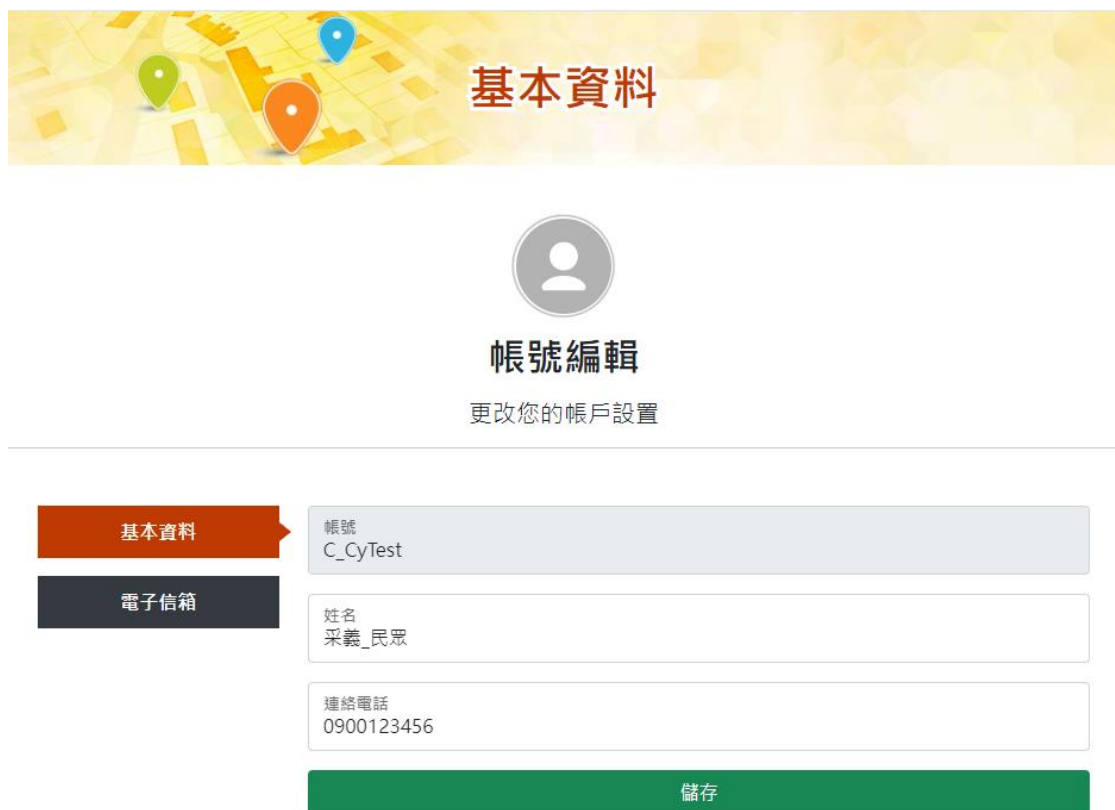 基本資料
帳號編輯
更改您的帳戶設置
基本資料
電子信箱
帳號
C_CyTest
姓名
采義_民眾
連絡電話
0900123456
儲存